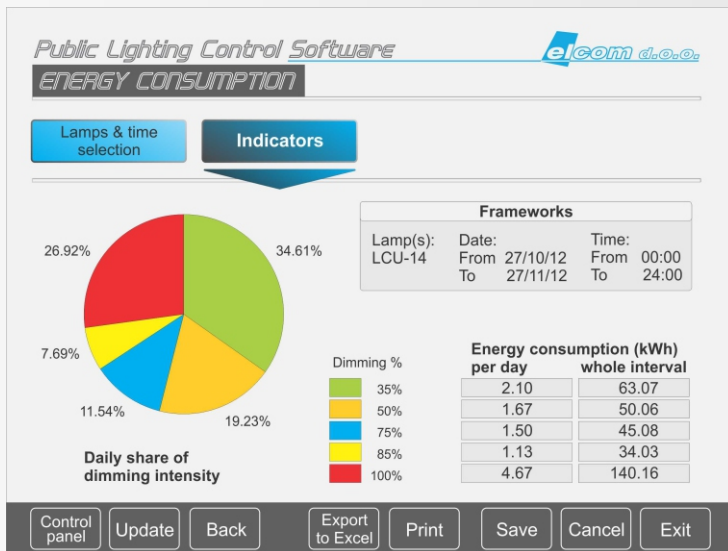 Public Lighting Control Software
elcom d.o.o.
ENERGY CONSUMPTION
Lamps & time
selection
Indicators
Frameworks
Lamp(s): Date: Time:
LCU-14 From 27/10/12 From 00:00
To 27/11/12 To 24:00
26.92%
34.61%
7.69%
11.54%
19.23%
Daily share of
dimming intensity
Dimming %
35%
50%
75%
85%
100%
Energy consumption (kWh)
per day whole interval
2.10 63.07
1.67 50.06
1.50 45.08
1.13 34.03
4.67 140.16
Control
panel
Update
Back
Export
to Excel
Print
Save
Cancel
Exit